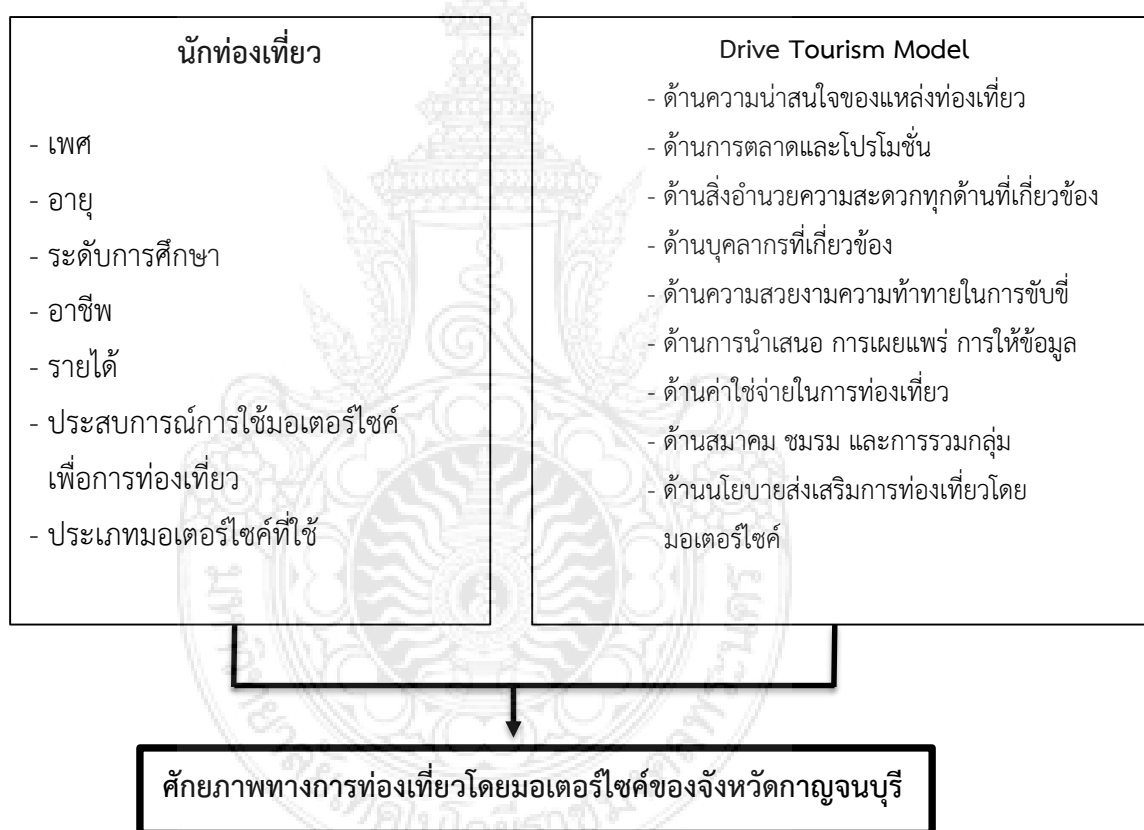 นักท่องเที่ยว
- เพศ
- อายุ
- ระดับการศึกษา
- อาชีพ
- รายได้
- ประสบการณ์การใช้มอเตอร์ไซค์
เพื่อการท่องเที่ยว
- ประเภทมอเตอร์ไซค์ที่ใช้
Drive Tourism Model
- ด้านความน่าสนใจของแหล่งท่องเที่ยว
- ด้านการตลาดและโปรโมชั่น
- ด้านสิ่งอำนวยความสะดวกทุกด้านที่เกี่ยวข้อง
- ด้านบุคลากรที่เกี่ยวข้อง
- ด้านความสวยงามความท้าทายในการขับขี่
- ด้านการนำเสนอ การเผยแพร่ การให้ข้อมูล
- ด้านค่าใช่จ่ายในการท่องเที่ยว
- ด้านสมาคม ชมรม และการรวมกลุ่ม
- ด้านนโยบายส่งเสริมการท่องเที่ยวโดย
มอเตอร์ไซค์
ศักยภาพทางการท่องเที่ยวโดยมอเตอร์ไซค์ของจังหวัดกาญจนบุรี